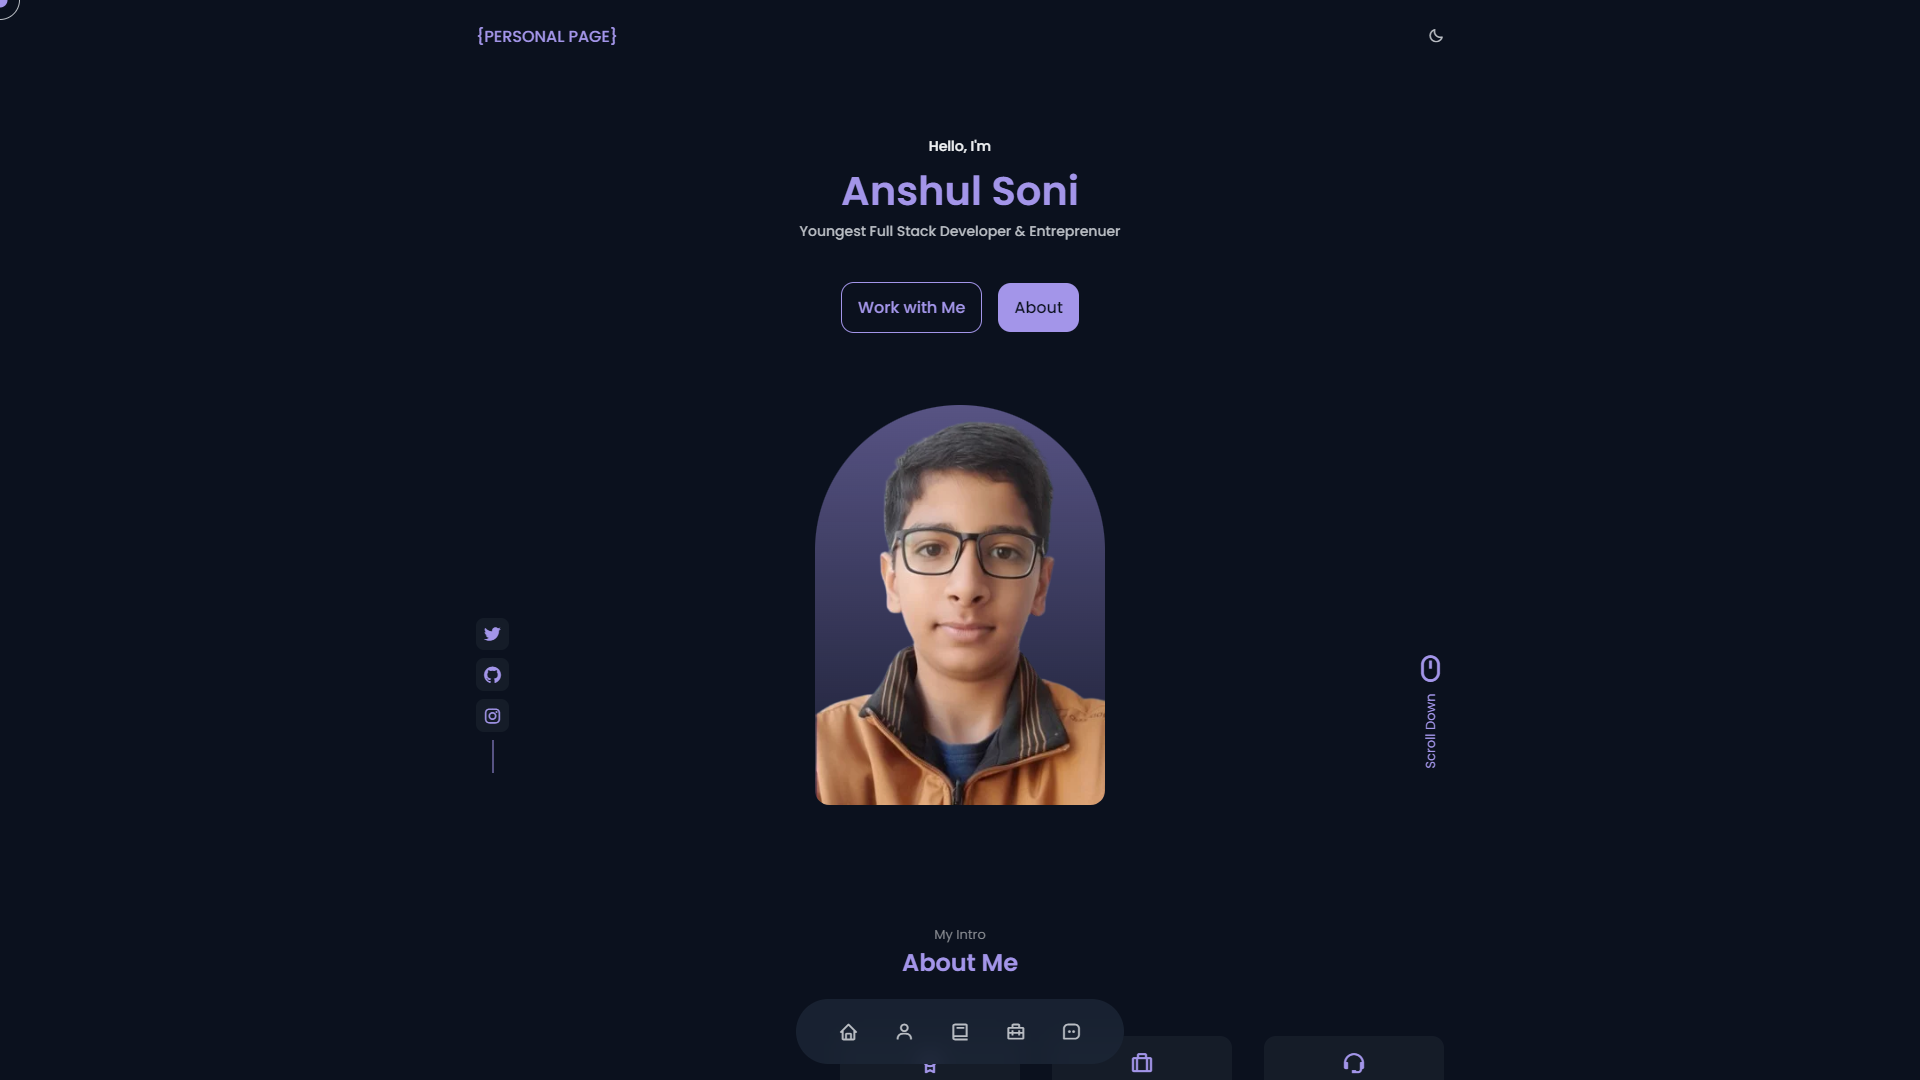 {PERSONAL PAGE}
Hello, I'm
Anshul Soni
Youngest Full Stack Developer & Entreprenuer
Work with Me
About
Scroll Down
My Intro
About Me